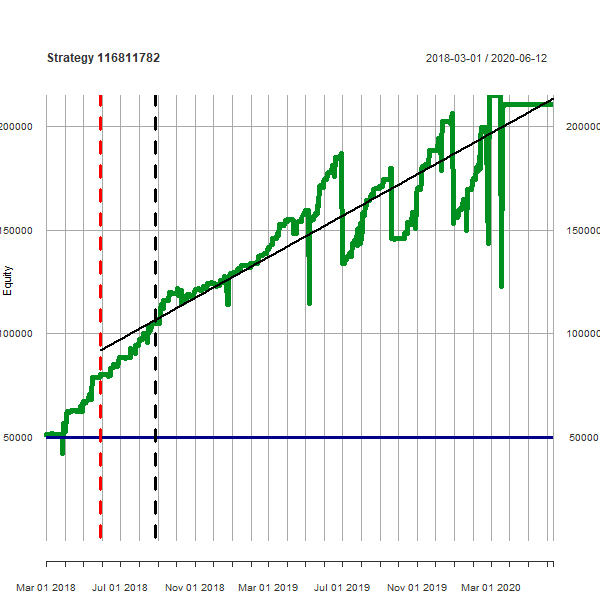 Strategy 116811782
2018-03-01 / 2020-06-12
200000
200000
150000
150000
Equity
100000
100000
50000
50000
Mar 01 2018
Jul 01 2018
Nov 01 2018
Mar 01 2019
Jul 01 2019
Nov 01 2019
Mar 01 2020